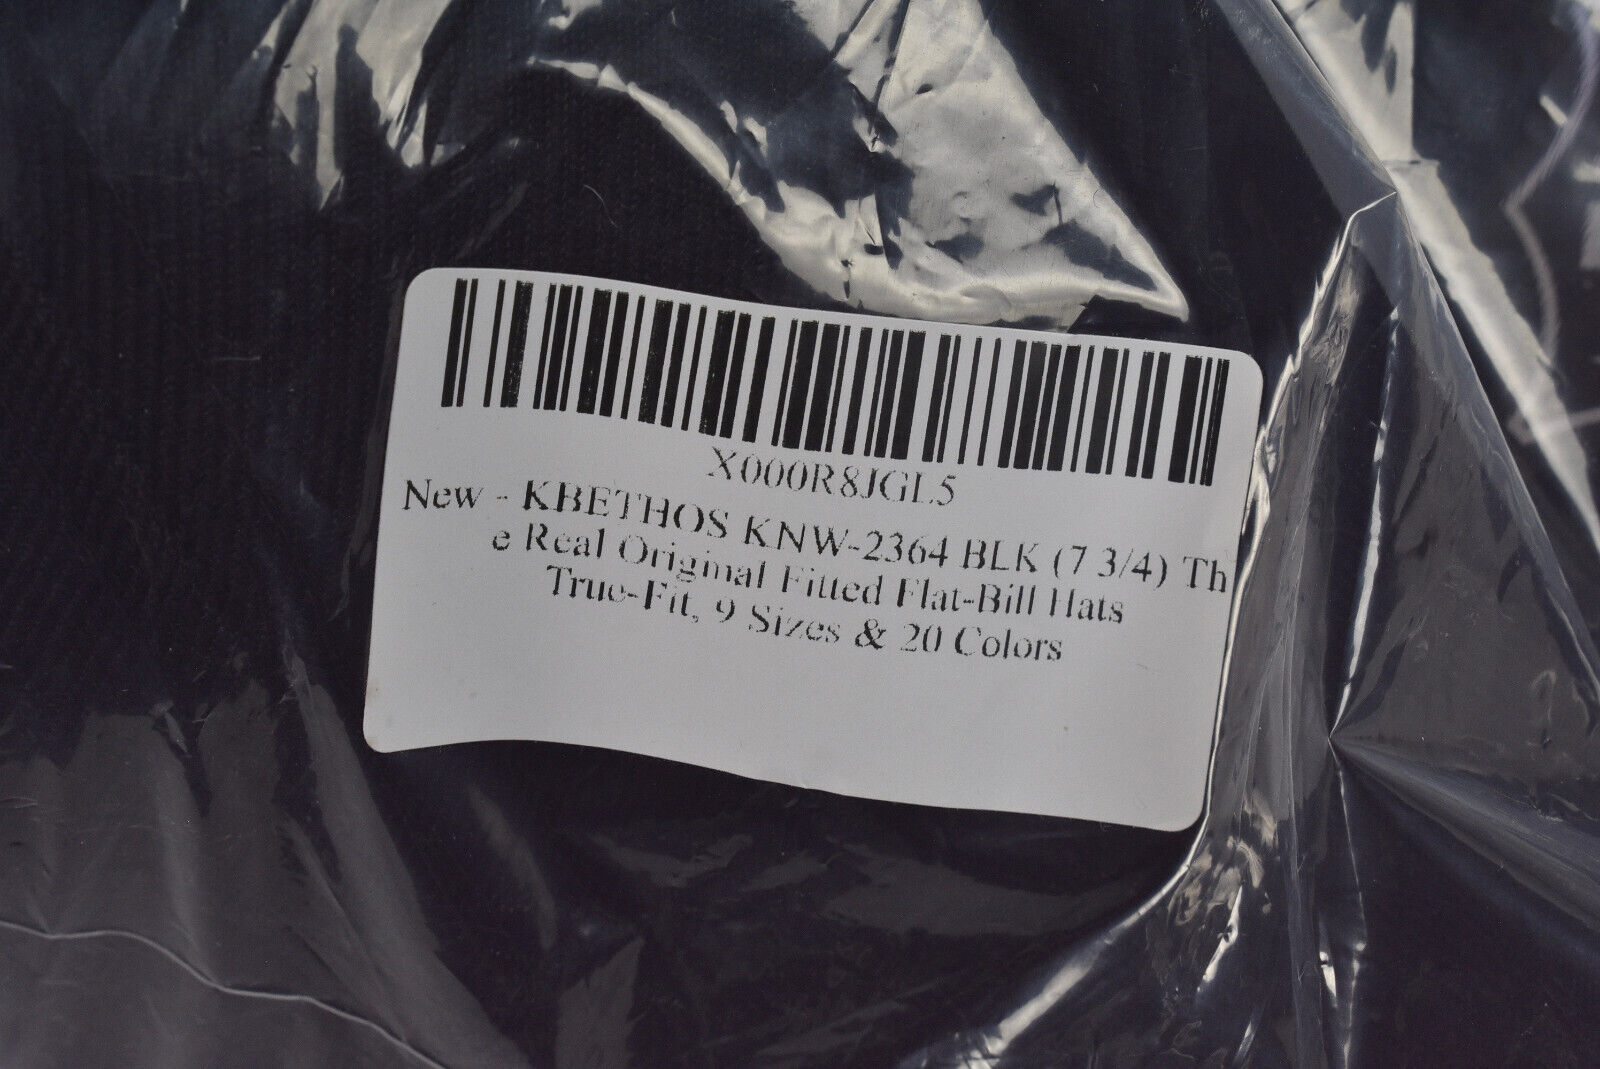 X000R8JGL5
New - KBETHOS KNW-2364 BLK (7 3/4) Th
e Real Original Fitted Flat-Bill Hats
True-Fit, 9 Sizes & 20 Colors